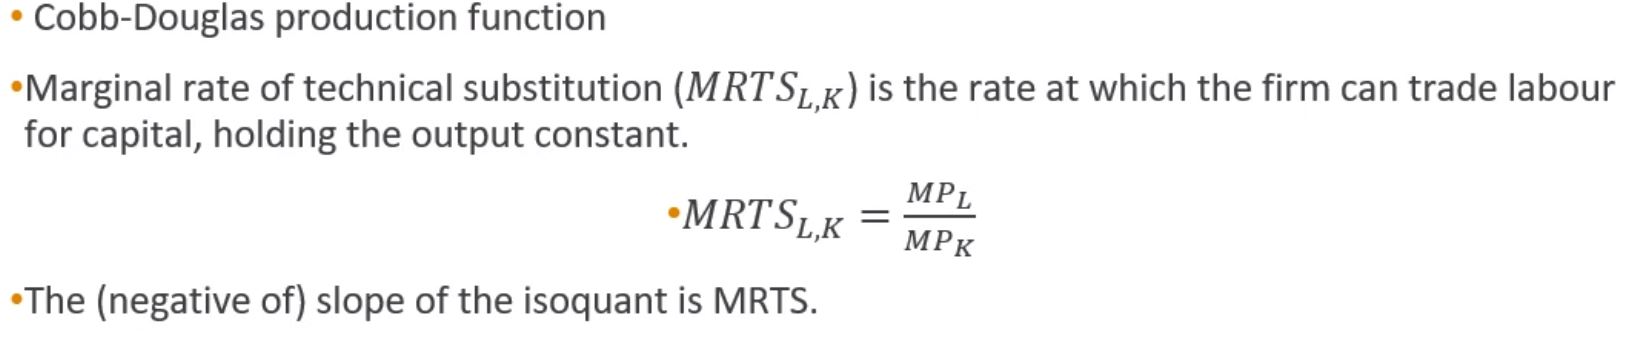 • Cobb-Douglas production function
•Marginal rate of technical substitution (MRTS_{L,K}) is the rate at which the firm can trade labour
for capital, holding the output constant.
•MRTS_{L,K} = \frac{MP_L}{MP_K}
•The (negative of) slope of the isoquant is MRTS.